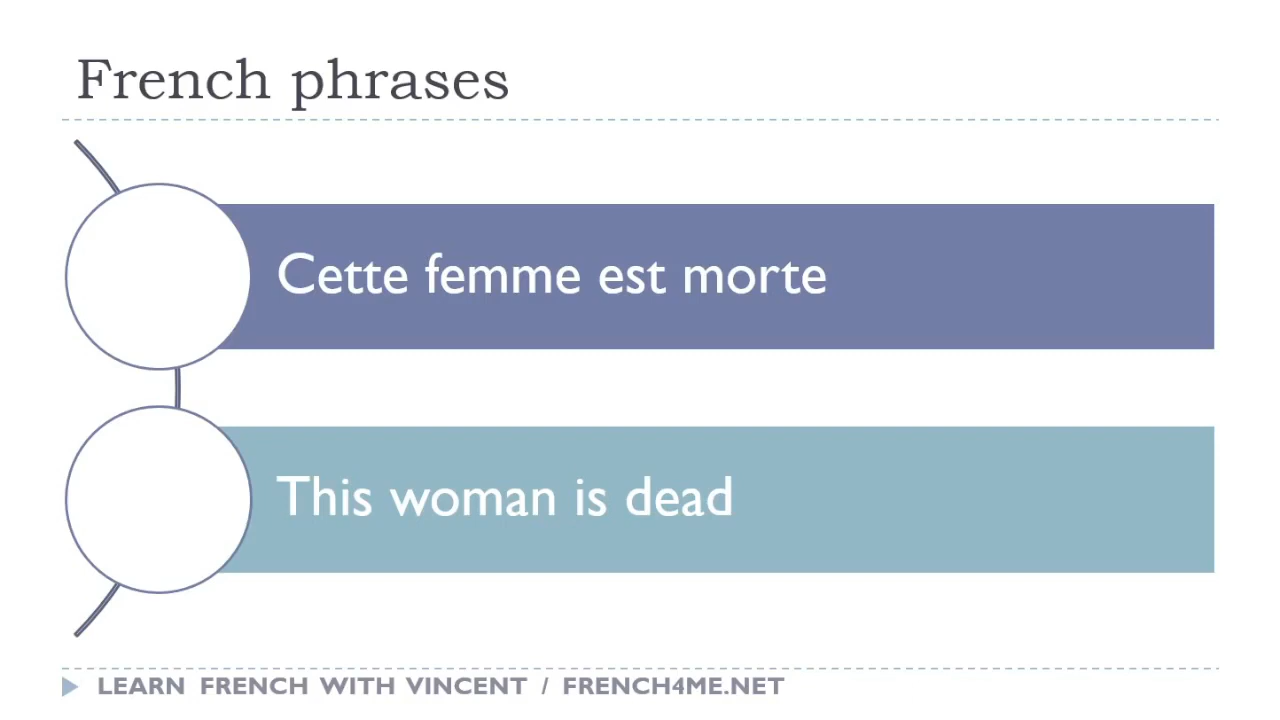 French phrases
Cette femme est morte
This woman is dead
LEARN FRENCH WITH VINCENT / FRENCH4ME.NET